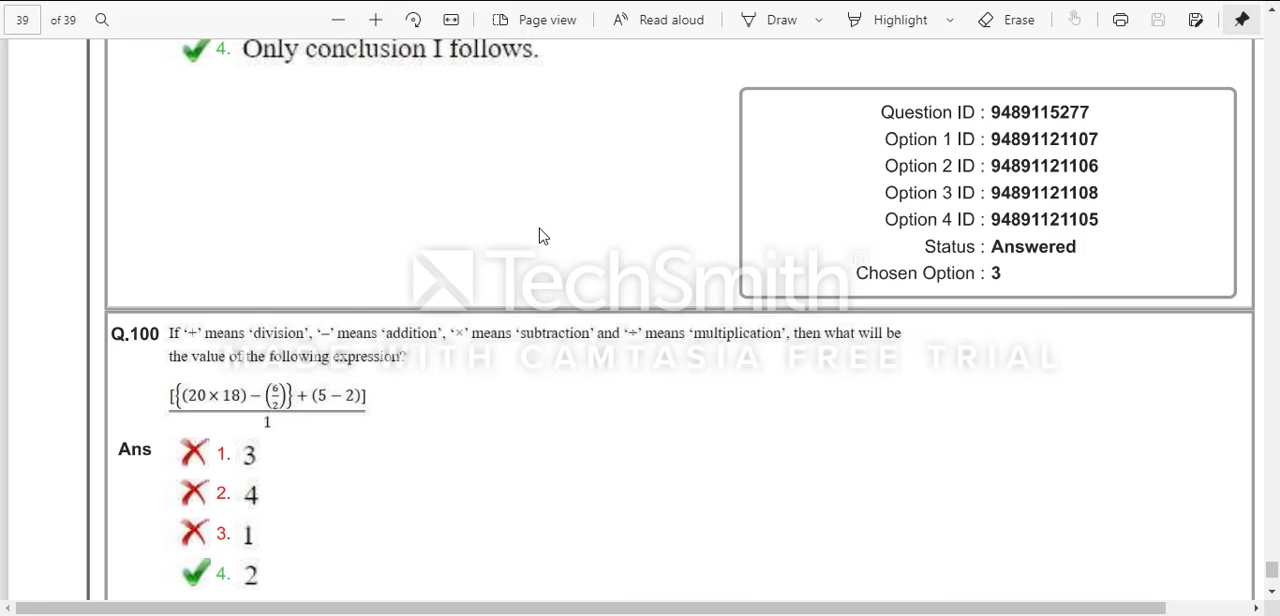 39 of 39 Page view Read aloud Draw Highlight Erase
4. Only conclusion I follows.
Question ID : 9489115277
Option 1 ID : 94891121107
Option 2 ID : 94891121106
Option 3 ID : 94891121108
Option 4 ID : 94891121105
Status : Answered
Chosen Option : 3
TechSmith®
Q.100 If ‘+’ means ‘division’, ‘−’ means ‘addition’, ‘×’ means ‘subtraction’ and ‘÷’ means ‘multiplication’, then what will be
the value of the following expression?
MADE WITH CAMTASIA FREE TRIAL
[{(20 × 18) − (6/2)} + (5 − 2)]
1
Ans
1. 3
2. 4
3. 1
4. 2